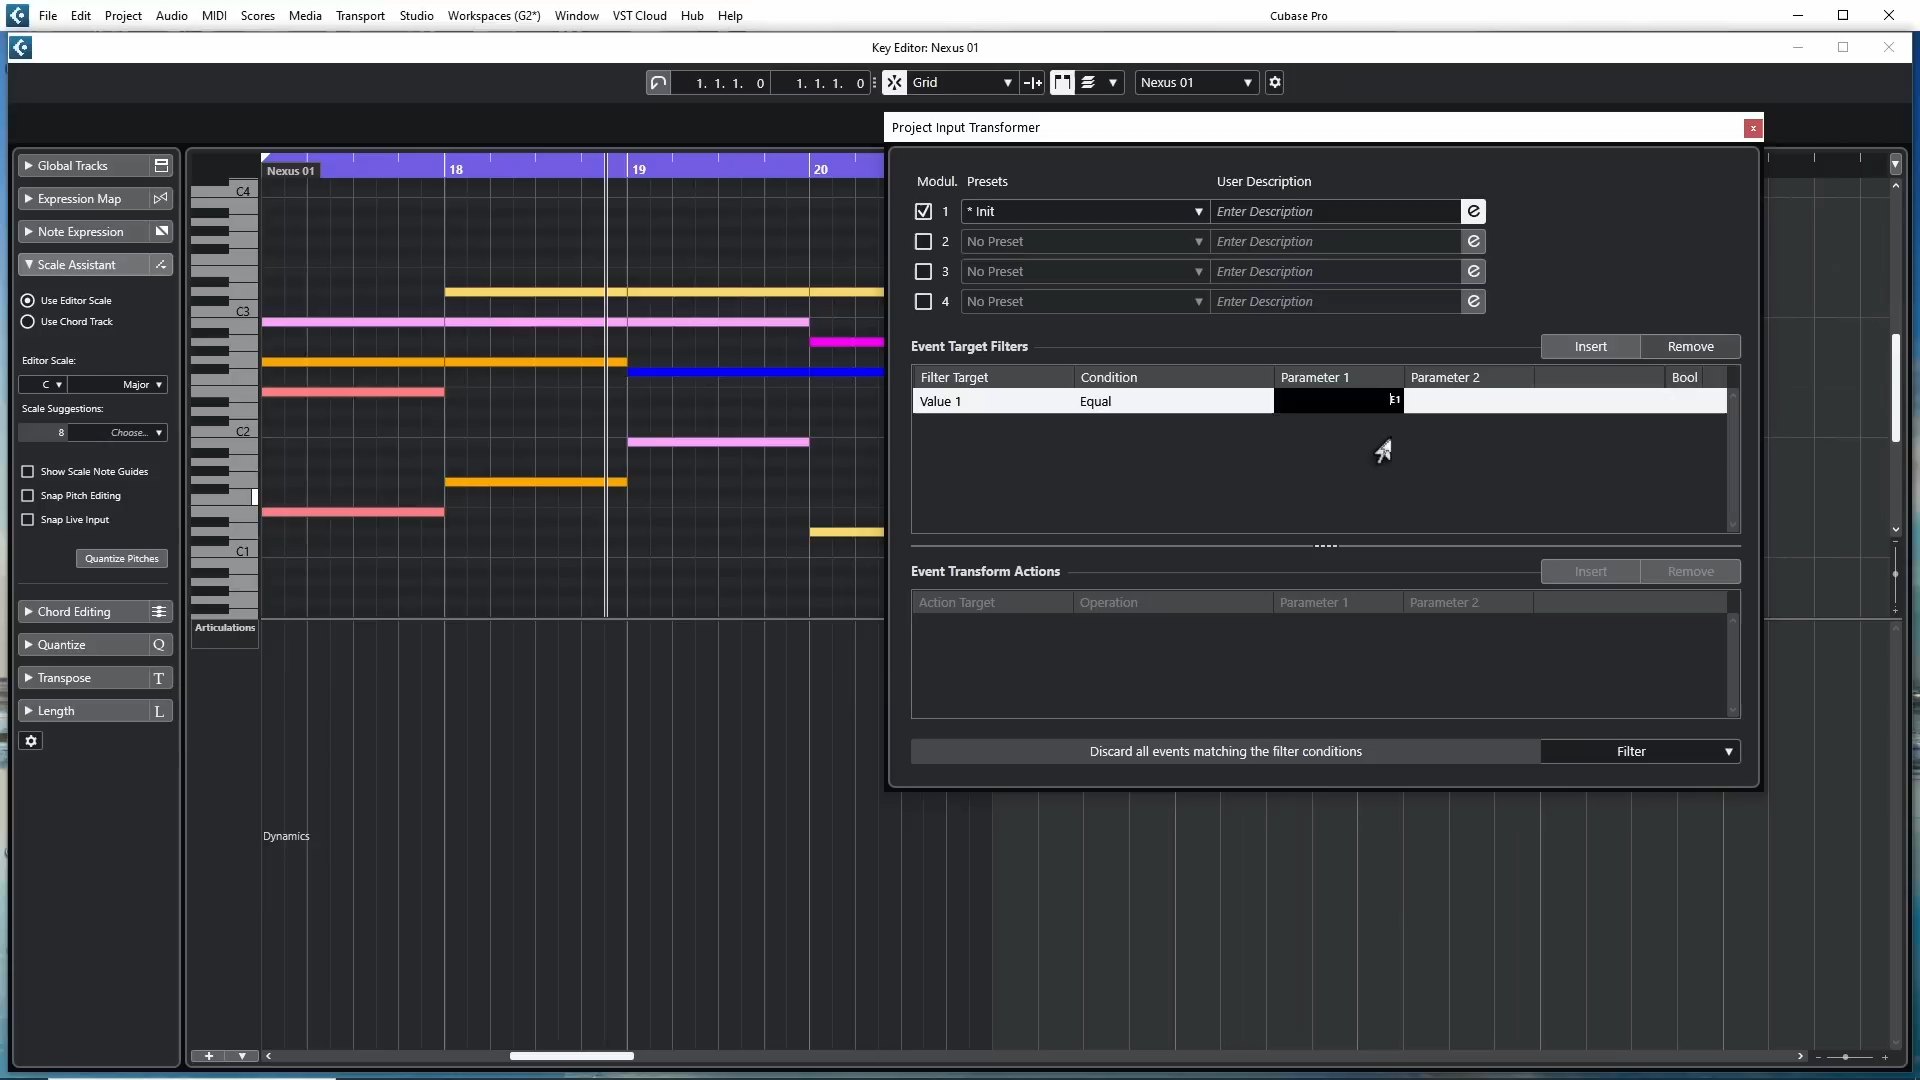 File Edit Project Audio MIDI Scores Media Transport Studio Workspaces (G2*) Window VST Cloud Hub Help
Cubase Pro
Key Editor: Nexus 01
1. 1. 1. 0
1. 1. 1. 0
Grid
Nexus 01
Project Input Transformer
Global Tracks
Expression Map
Note Expression
Scale Assistant
Use Editor Scale
Use Chord Track
Editor Scale:
C Major
Scale Suggestions:
8 Choose...
Show Scale Note Guides
Snap Pitch Editing
Snap Live Input
Quantize Pitches
Chord Editing
Quantize Q
Transpose T
Length L
Nexus 01
18
19
20
C4
C3
C2
C1
Articulations
Dynamics
Modul. Presets User Description
1 * Init Enter Description
2 No Preset Enter Description
3 No Preset Enter Description
4 No Preset Enter Description
Event Target Filters
Insert Remove
Filter Target Condition Parameter 1 Parameter 2 Bool
Value 1 Equal E1
Event Transform Actions
Insert Remove
Action Target Operation Parameter 1 Parameter 2
Discard all events matching the filter conditions
Filter